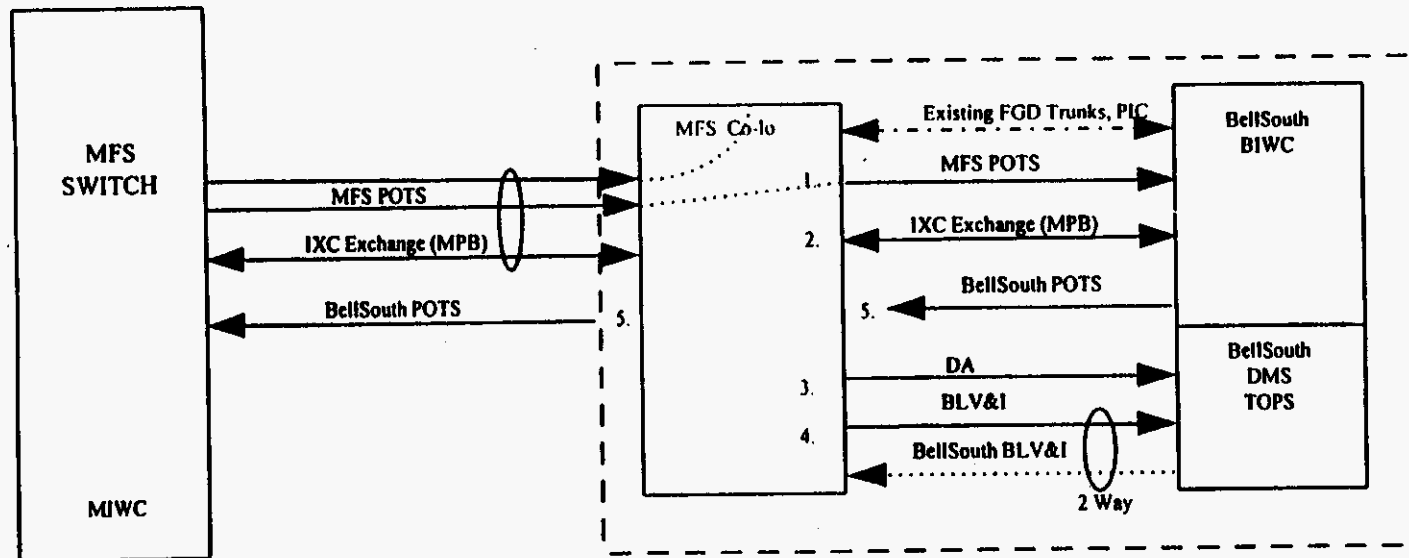 MFS
SWITCH
MIWC
MFS POTS
IXC Exchange (MPB)
BellSouth POTS
5.
MFS Co-lo
1.
2.
5.
3.
4.
Existing FGD Trunks, PIC
MFS POTS
IXC Exchange (MPB)
BellSouth POTS
DA
BLV&I
BellSouth BLV&I
2 Way
BellSouth
BIWC
BellSouth
DMS
TOPS